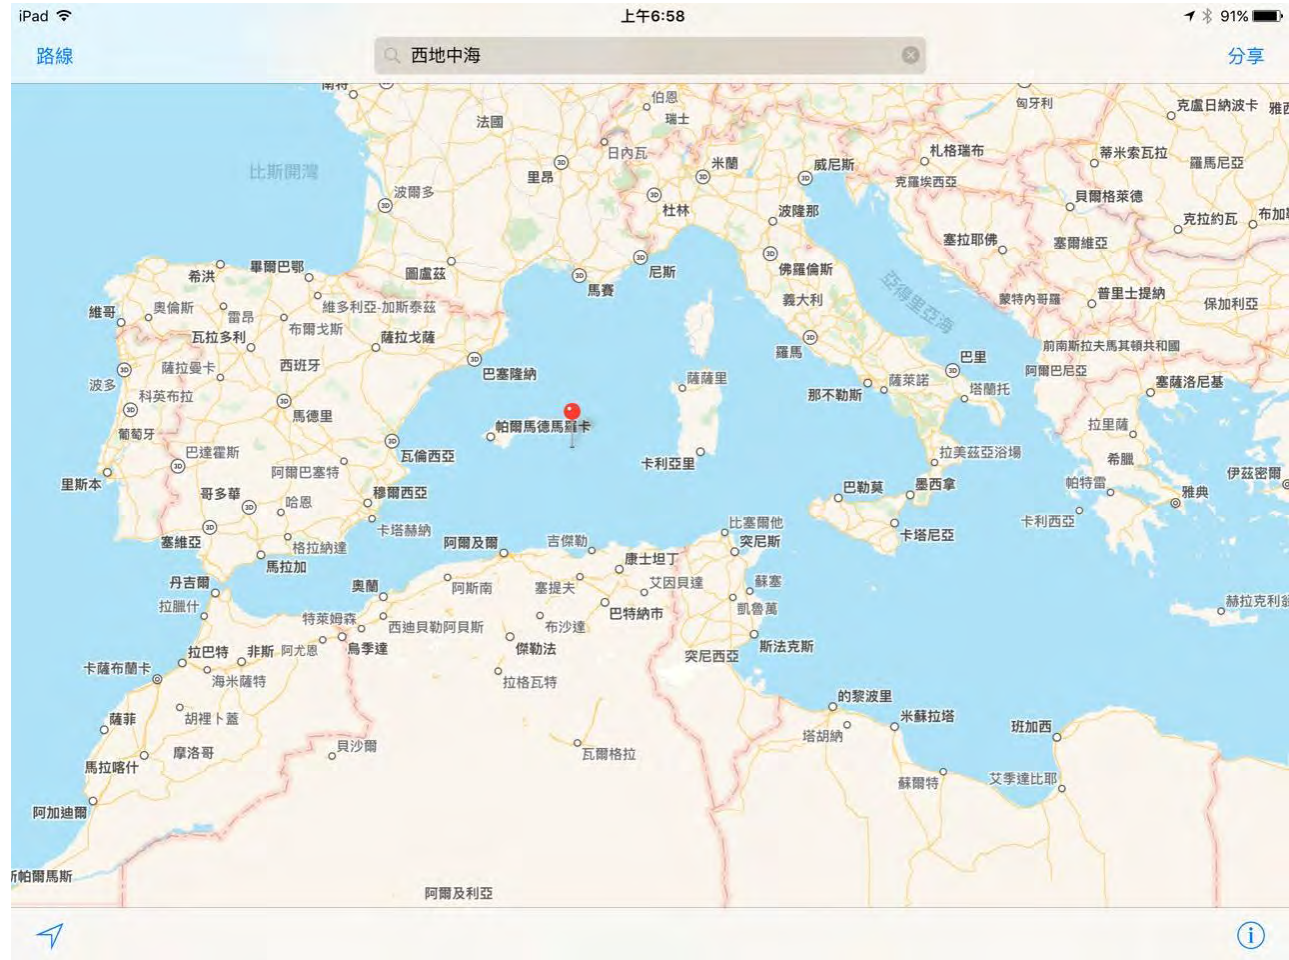 iPad
上午6:58
91%
路線
西地中海
分享
南特
伯恩
瑞士
匈牙利
克盧日納波卡
法國
日內瓦
里昂
米蘭
威尼斯
札格瑞布
克羅埃西亞
蒂米索瓦拉
羅馬尼亞
比斯開灣
波爾多
杜林
波隆那
貝爾格萊德
克拉約瓦
布加勒
塞拉耶佛
塞爾維亞
希洪
畢爾巴鄂
圖盧茲
馬賽
尼斯
佛羅倫斯
義大利
亞得里亞海
蒙特內哥羅
普里士提納
保加利亞
維哥
奧倫斯
雷昂
維多利亞-加斯泰茲
布爾戈斯
瓦拉多利
薩拉戈薩
羅馬
前南斯拉夫馬其頓共和國
巴里
阿爾巴尼亞
塞薩洛尼基
波多
薩拉曼卡
西班牙
巴塞隆納
薩薩里
那不勒斯
薩萊諾
塔蘭托
科英布拉
馬德里
葡萄牙
帕爾馬德馬羅卡
拉里薩
希臘
巴達霍斯
瓦倫西亞
卡利亞里
拉美茲亞浴場
里斯本
阿爾巴塞特
伊茲密爾
哥多華
哈恩
穆爾西亞
巴勒莫
墨西拿
帕特雷
雅典
卡利西亞
塞維亞
格拉納達
卡塔赫納
比塞爾他
突尼斯
卡塔尼亞
馬拉加
阿爾及爾
吉傑勒
康士坦丁
丹吉爾
奧蘭
阿斯南
塞提夫
艾因貝達
蘇塞
拉臘什
特萊姆森
巴特納市
凱魯萬
赫拉克利翁
西迪貝勒阿貝斯
布沙達
拉巴特
非斯
阿尤恩
烏季達
傑勒法
突尼西亞
斯法克斯
卡薩布蘭卡
海米薩特
拉格瓦特
薩菲
胡裡卜蓋
的黎波里
米蘇拉塔
班加西
塔胡納
摩洛哥
貝沙爾
瓦爾格拉
馬拉喀什
蘇爾特
艾季達比耶
阿加迪爾
斯帕爾馬斯
阿爾及利亞